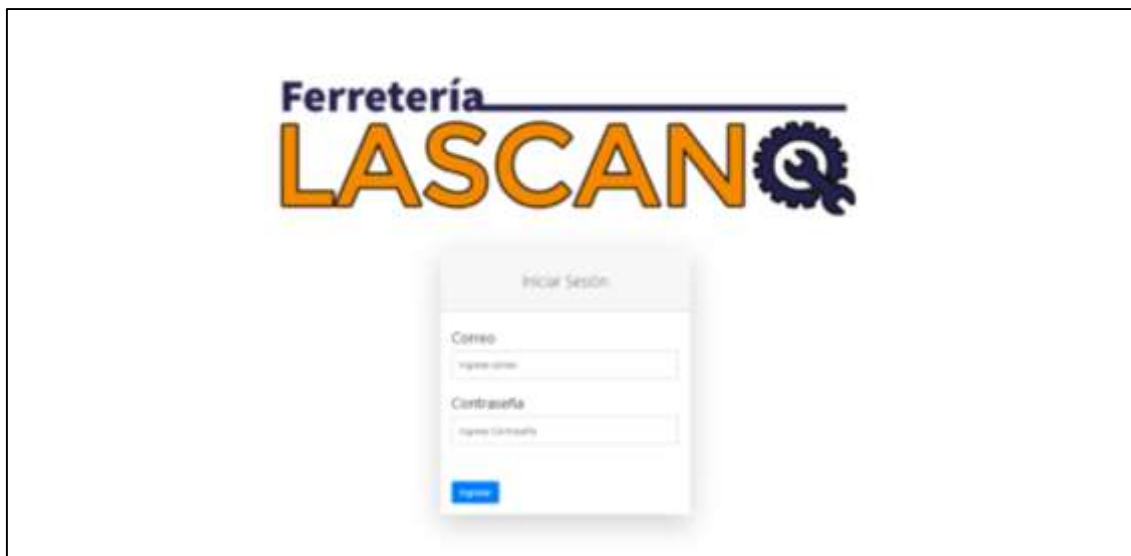 Ferretería
LASCANO
Iniciar Sesión
Correo
Ingrese correo
Contraseña
Ingrese Contraseña
Ingresar